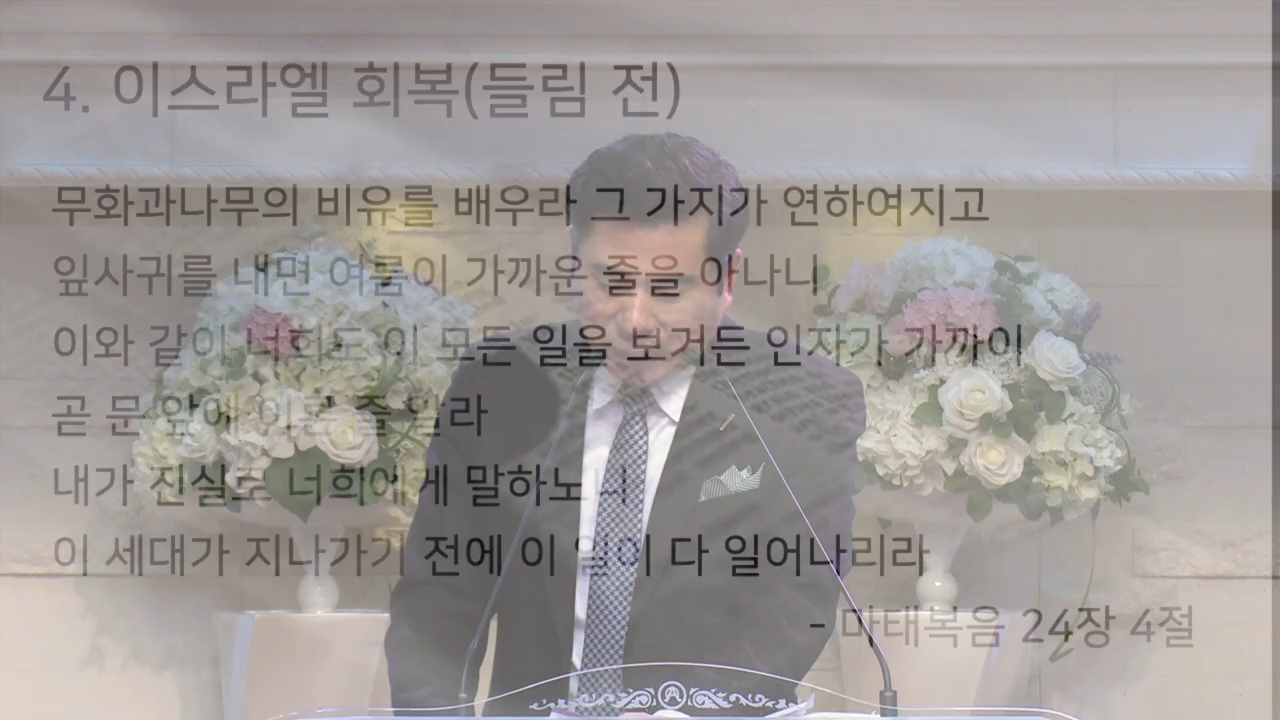 4. 이스라엘 회복(들림 전)
무화과나무의 비유를 배우라 그 가지가 연하여지고
잎사귀를 내면 여름이 가까운 줄을 아나니
이와 같이 너희도 이 모든 일을 보거든 인자가 가까이
곧 문 앞에 이른 줄 알라
내가 진실로 너희에게 말하노니
이 세대가 지나가기 전에 이 일이 다 일어나리라
- 마태복음 24장 4절